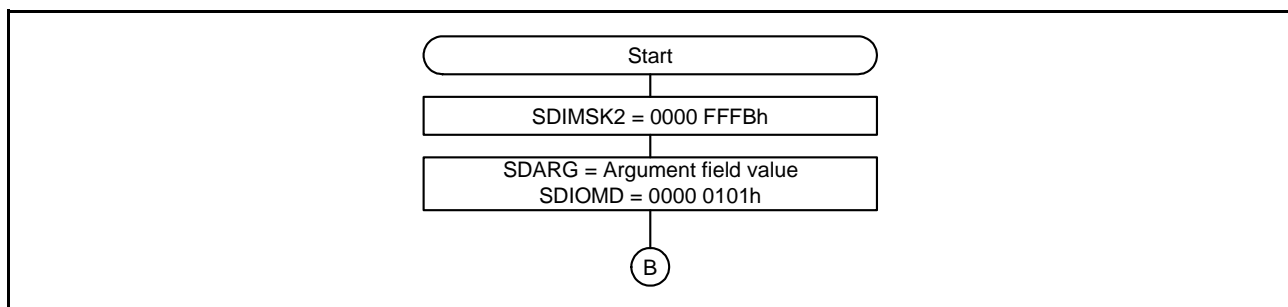 Start
SDIMSK2 = 0000 FFFBh
SDARG = Argument field value
SDIOMD = 0000 0101h
B